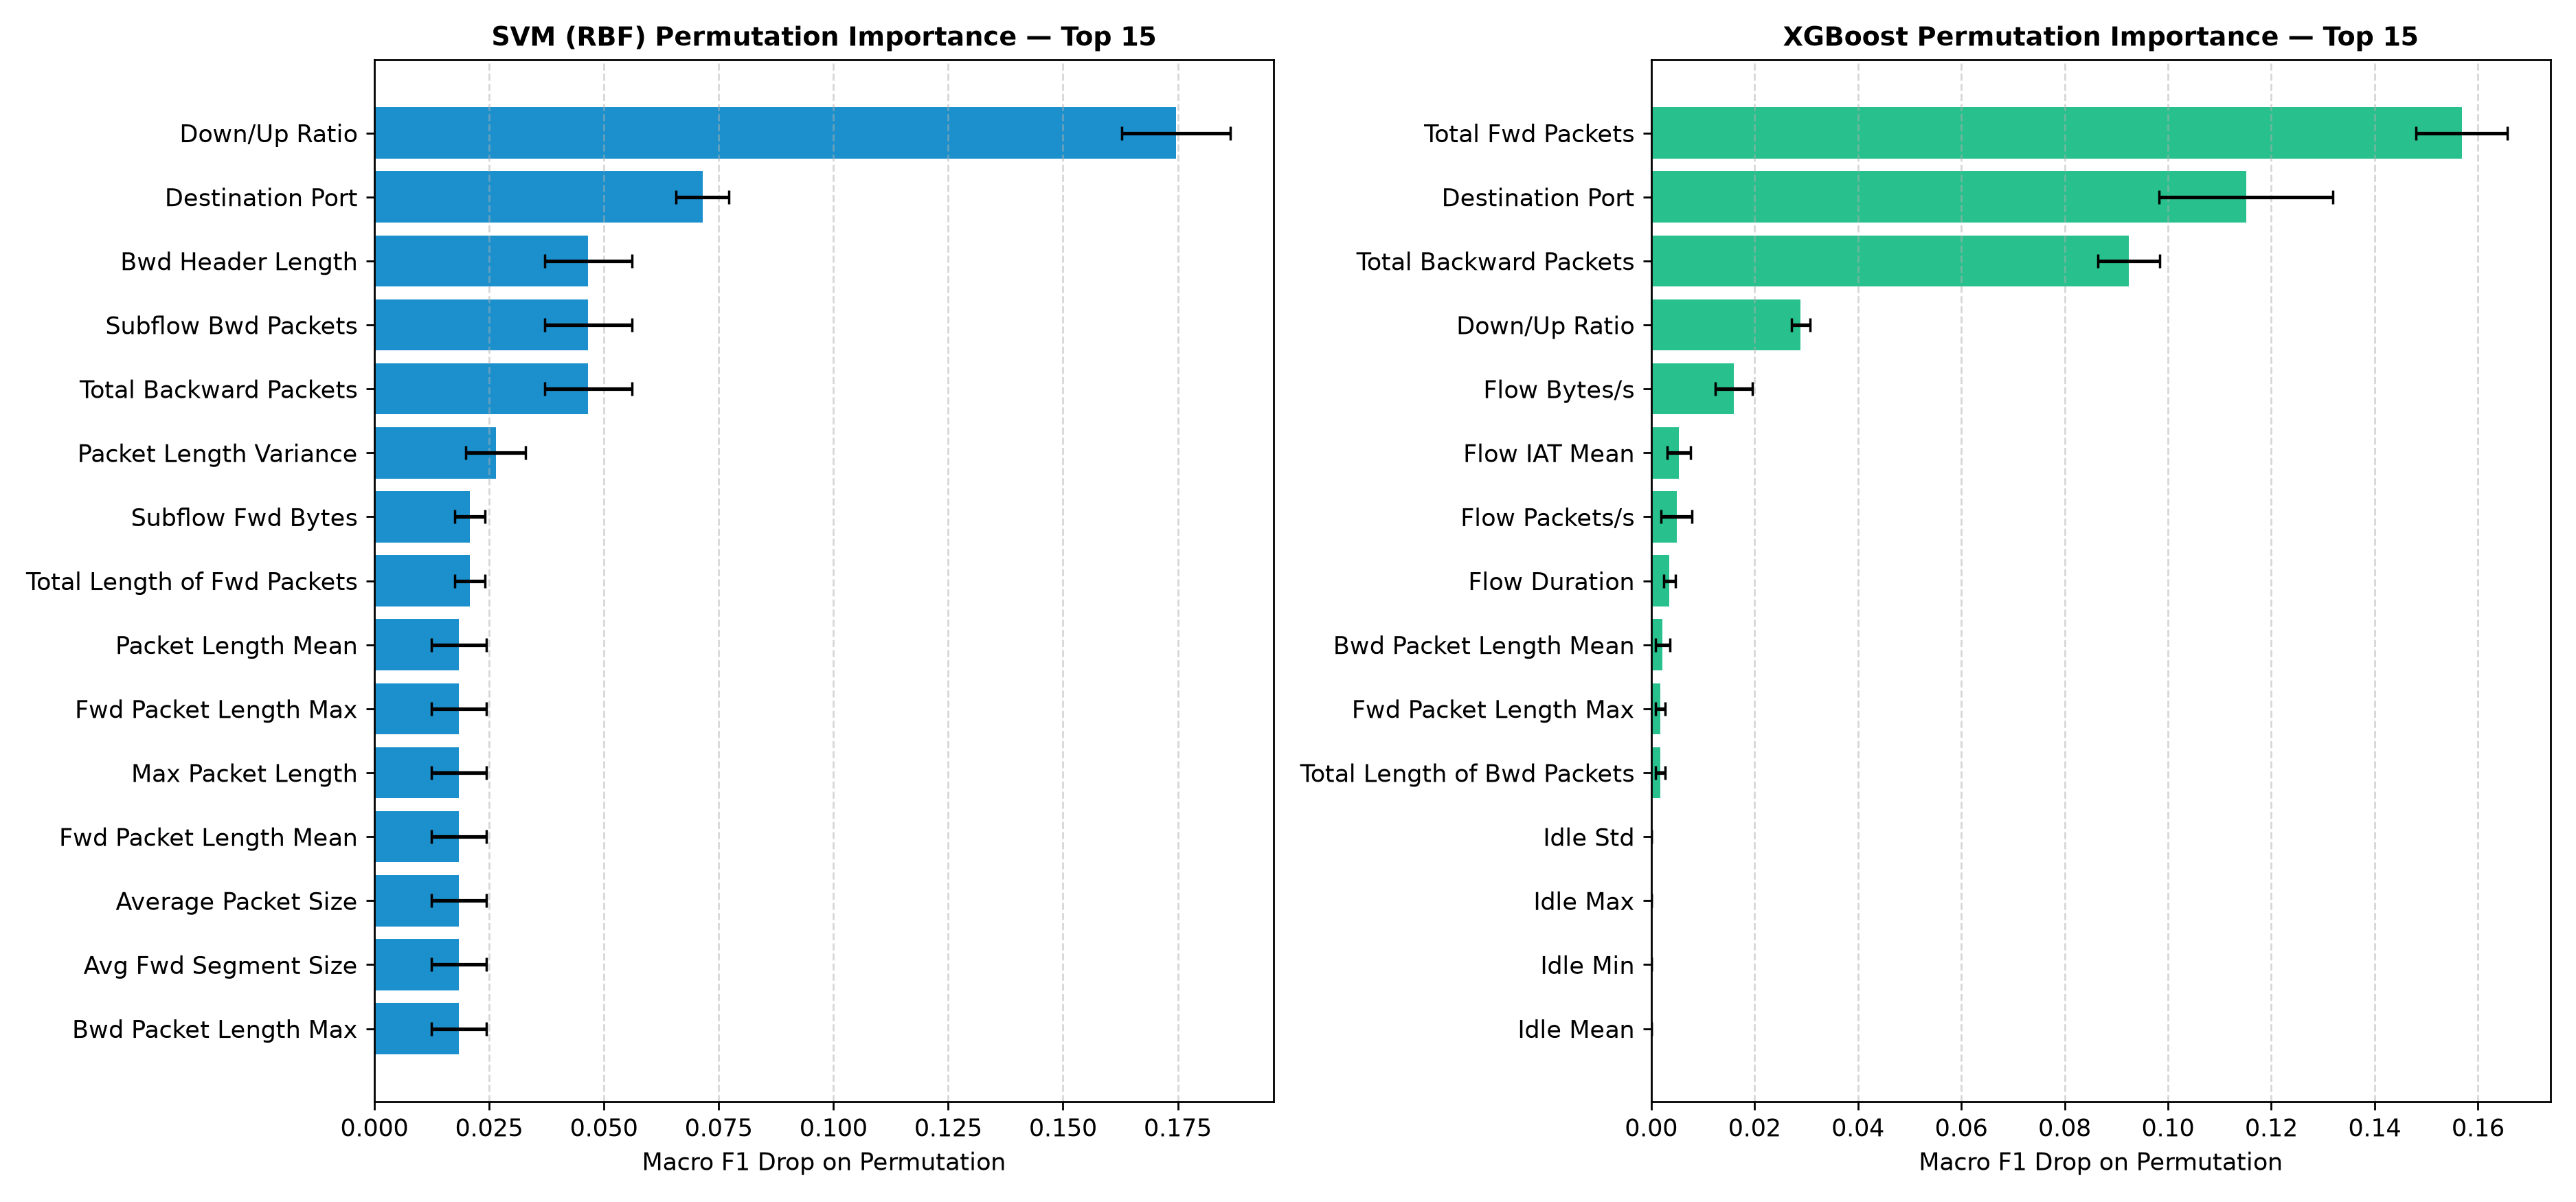 SVM (RBF) Permutation Importance — Top 15
Down/Up Ratio
Destination Port
Bwd Header Length
Subflow Bwd Packets
Total Backward Packets
Packet Length Variance
Subflow Fwd Bytes
Total Length of Fwd Packets
Packet Length Mean
Fwd Packet Length Max
Max Packet Length
Fwd Packet Length Mean
Average Packet Size
Avg Fwd Segment Size
Bwd Packet Length Max
0.000 0.025 0.050 0.075 0.100 0.125 0.150 0.175
Macro F1 Drop on Permutation
XGBoost Permutation Importance — Top 15
Total Fwd Packets
Destination Port
Total Backward Packets
Down/Up Ratio
Flow Bytes/s
Flow IAT Mean
Flow Packets/s
Flow Duration
Bwd Packet Length Mean
Fwd Packet Length Max
Total Length of Bwd Packets
Idle Std
Idle Max
Idle Min
Idle Mean
0.00 0.02 0.04 0.06 0.08 0.10 0.12 0.14 0.16
Macro F1 Drop on Permutation